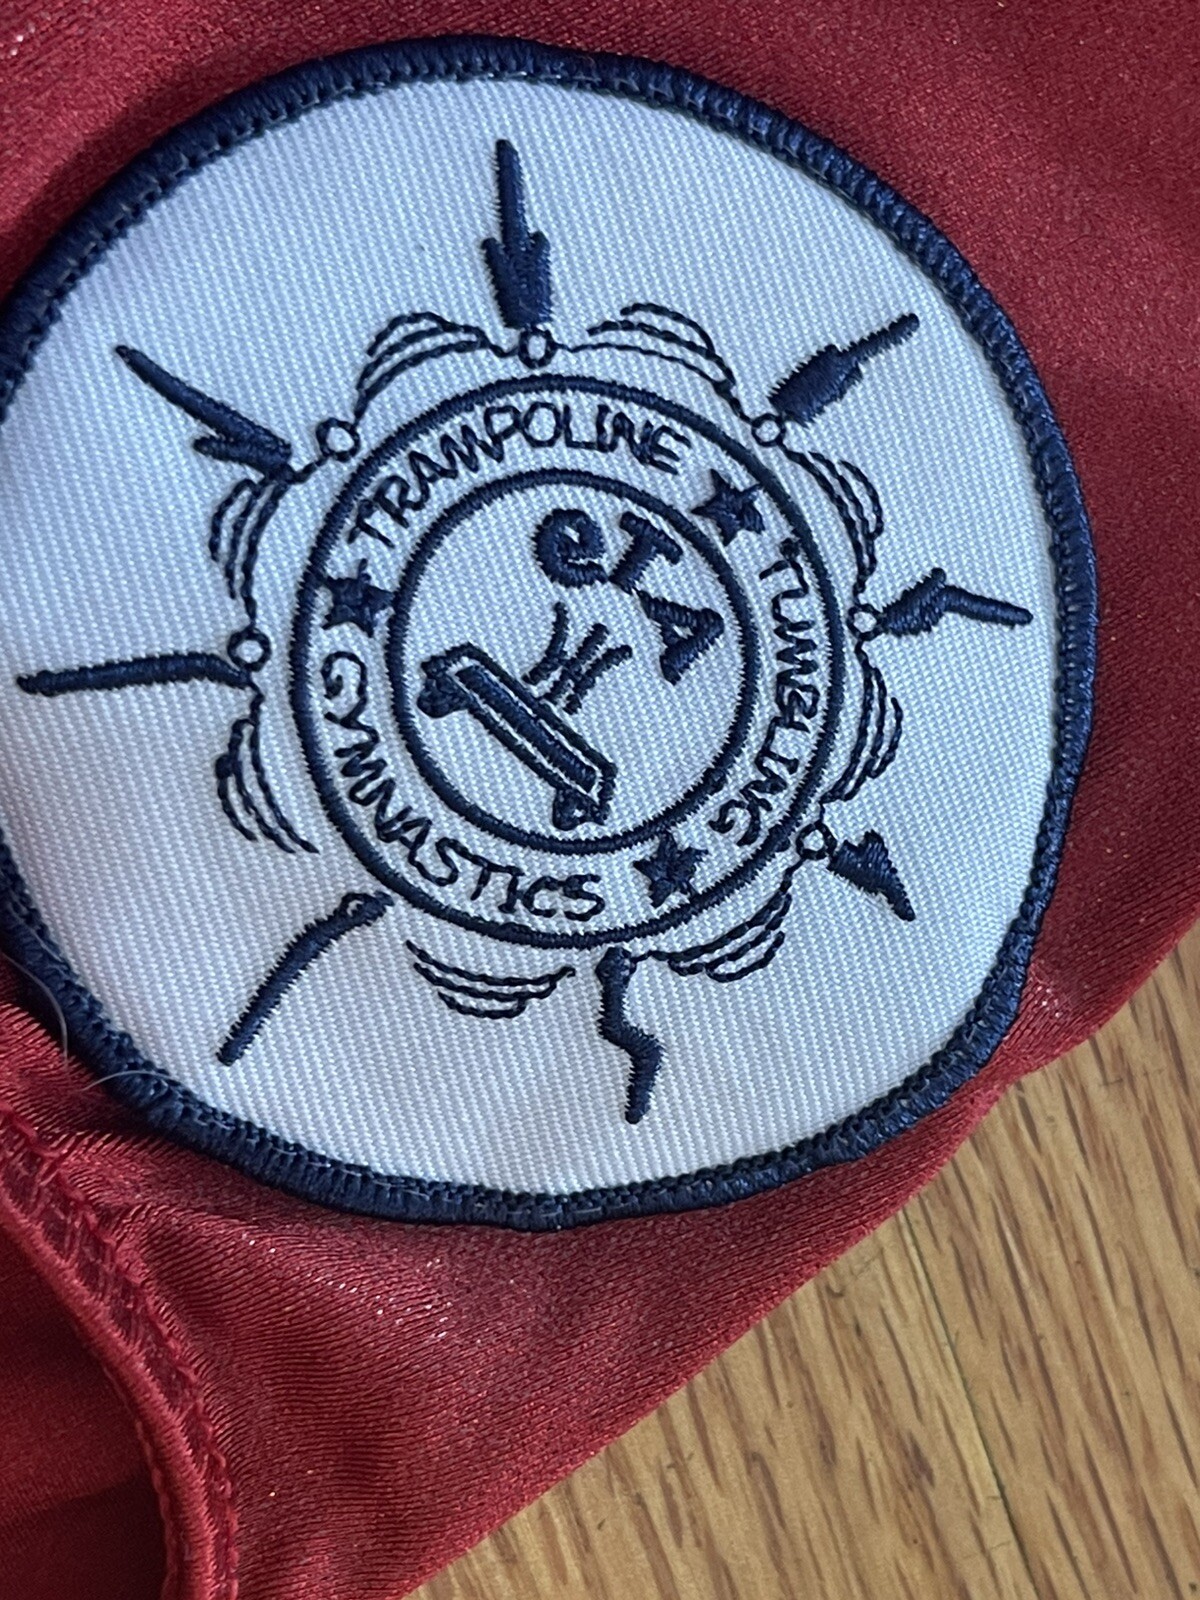 TRAMPOLINE
TUMBLING
GYMNASTICS
eTA